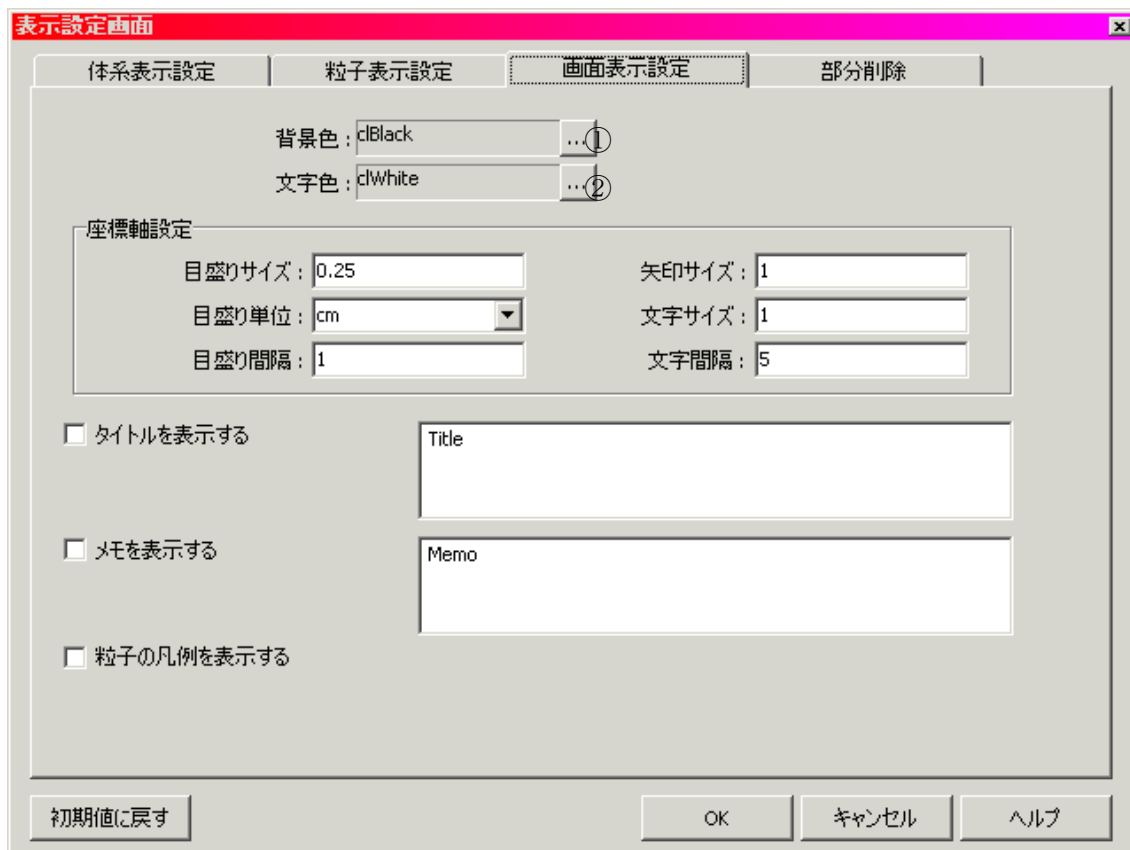 表示設定画面
体系表示設定 粒子表示設定 画面表示設定 部分削除
背景色 : clBlack ... ①
文字色 : clWhite ... ②
座標軸設定
目盛りサイズ : 0.25 矢印サイズ : 1
目盛り単位 : cm 文字サイズ : 1
目盛り間隔 : 1 文字間隔 : 5
タイトルを表示する Title
メモを表示する Memo
粒子の凡例を表示する
初期値に戻す OK キャンセル ヘルプ